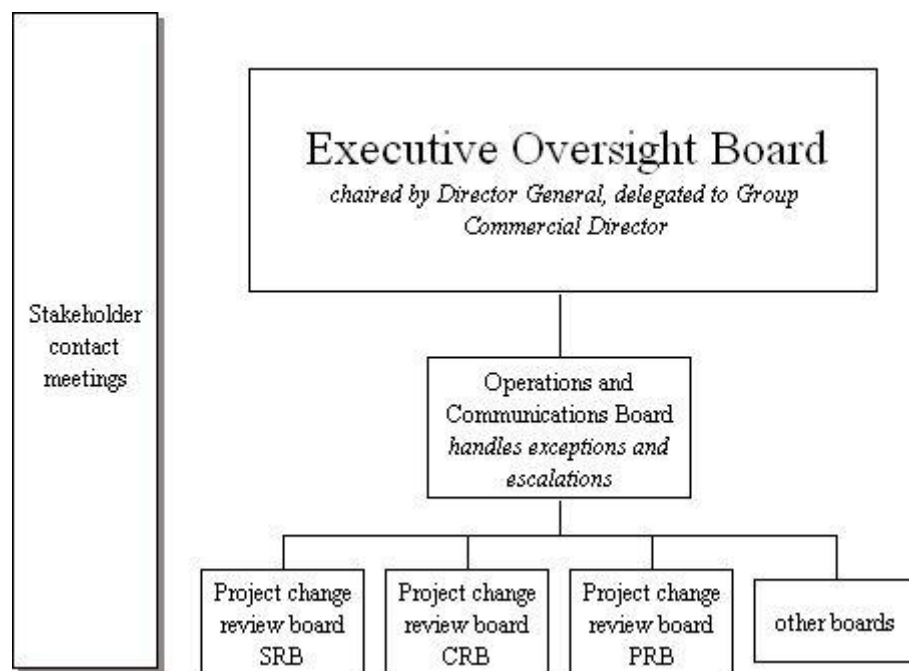 Stakeholder
contact
meetings
Executive Oversight Board
chaired by Director General, delegated to Group
Commercial Director
Operations and
Communications Board
handles exceptions and
escalations
Project change
review board
SRB
Project change
review board
CRB
Project change
review board
PRB
other boards